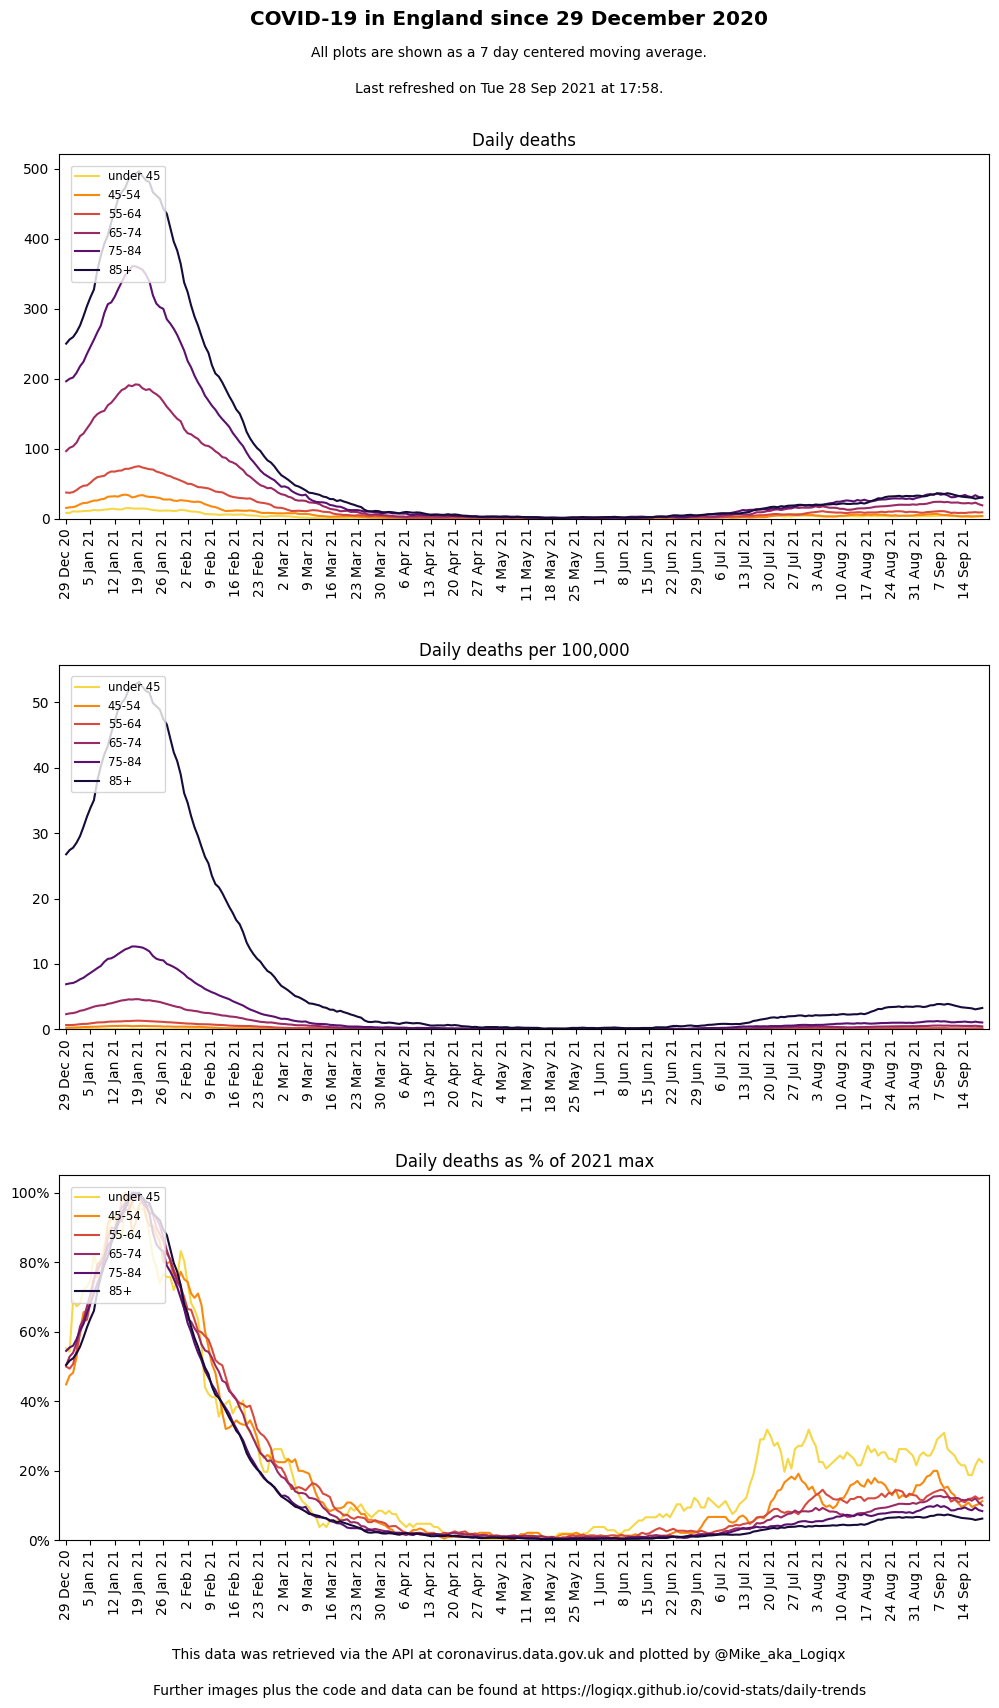 COVID-19 in England since 29 December 2020
All plots are shown as a 7 day centered moving average.
Last refreshed on Tue 28 Sep 2021 at 17:58.
Daily deaths
500
400
300
200
100
0
under 45
45-54
55-64
65-74
75-84
85+
29 Dec 20
5 Jan 21
12 Jan 21
19 Jan 21
26 Jan 21
2 Feb 21
9 Feb 21
16 Feb 21
23 Feb 21
2 Mar 21
9 Mar 21
16 Mar 21
23 Mar 21
30 Mar 21
6 Apr 21
13 Apr 21
20 Apr 21
27 Apr 21
4 May 21
11 May 21
18 May 21
25 May 21
1 Jun 21
8 Jun 21
15 Jun 21
22 Jun 21
29 Jun 21
6 Jul 21
13 Jul 21
20 Jul 21
27 Jul 21
3 Aug 21
10 Aug 21
17 Aug 21
24 Aug 21
31 Aug 21
7 Sep 21
14 Sep 21
Daily deaths per 100,000
50
40
30
20
10
0
under 45
45-54
55-64
65-74
75-84
85+
29 Dec 20
5 Jan 21
12 Jan 21
19 Jan 21
26 Jan 21
2 Feb 21
9 Feb 21
16 Feb 21
23 Feb 21
2 Mar 21
9 Mar 21
16 Mar 21
23 Mar 21
30 Mar 21
6 Apr 21
13 Apr 21
20 Apr 21
27 Apr 21
4 May 21
11 May 21
18 May 21
25 May 21
1 Jun 21
8 Jun 21
15 Jun 21
22 Jun 21
29 Jun 21
6 Jul 21
13 Jul 21
20 Jul 21
27 Jul 21
3 Aug 21
10 Aug 21
17 Aug 21
24 Aug 21
31 Aug 21
7 Sep 21
14 Sep 21
Daily deaths as % of 2021 max
100%
80%
60%
40%
20%
0%
under 45
45-54
55-64
65-74
75-84
85+
29 Dec 20
5 Jan 21
12 Jan 21
19 Jan 21
26 Jan 21
2 Feb 21
9 Feb 21
16 Feb 21
23 Feb 21
2 Mar 21
9 Mar 21
16 Mar 21
23 Mar 21
30 Mar 21
6 Apr 21
13 Apr 21
20 Apr 21
27 Apr 21
4 May 21
11 May 21
18 May 21
25 May 21
1 Jun 21
8 Jun 21
15 Jun 21
22 Jun 21
29 Jun 21
6 Jul 21
13 Jul 21
20 Jul 21
27 Jul 21
3 Aug 21
10 Aug 21
17 Aug 21
24 Aug 21
31 Aug 21
7 Sep 21
14 Sep 21
This data was retrieved via the API at coronavirus.data.gov.uk and plotted by @Mike_aka_Logiqx
Further images plus the code and data can be found at https://logiqx.github.io/covid-stats/daily-trends